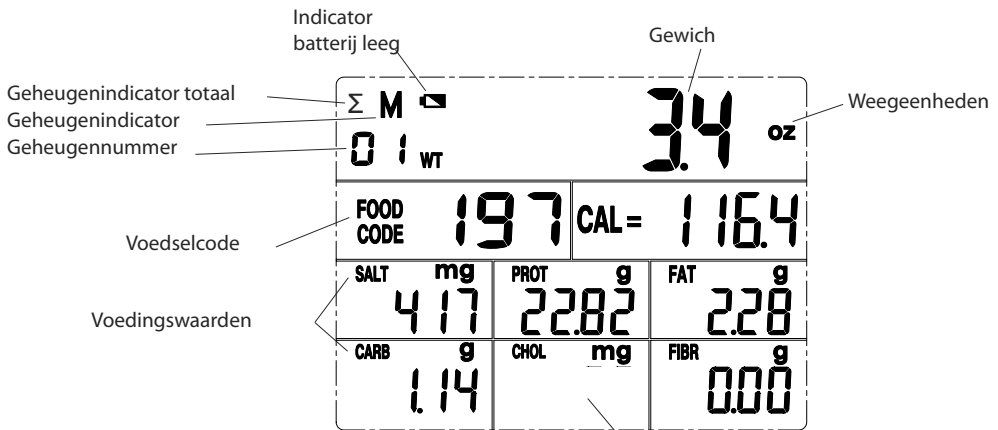 Indicator
batterij leeg
Gewich
Geheugenindicator totaal
Geheugenindicator
Geheugennummer
Weegeenheden
Σ M
3.4 oz
01 WT
Voedselcode
FOOD
CODE
197
CAL = 116.4
Voedingswaarden
SALT mg
417
PROT g
22.82
FAT g
2.28
CARB g
1.14
CHOL mg
FIBR g
0.00